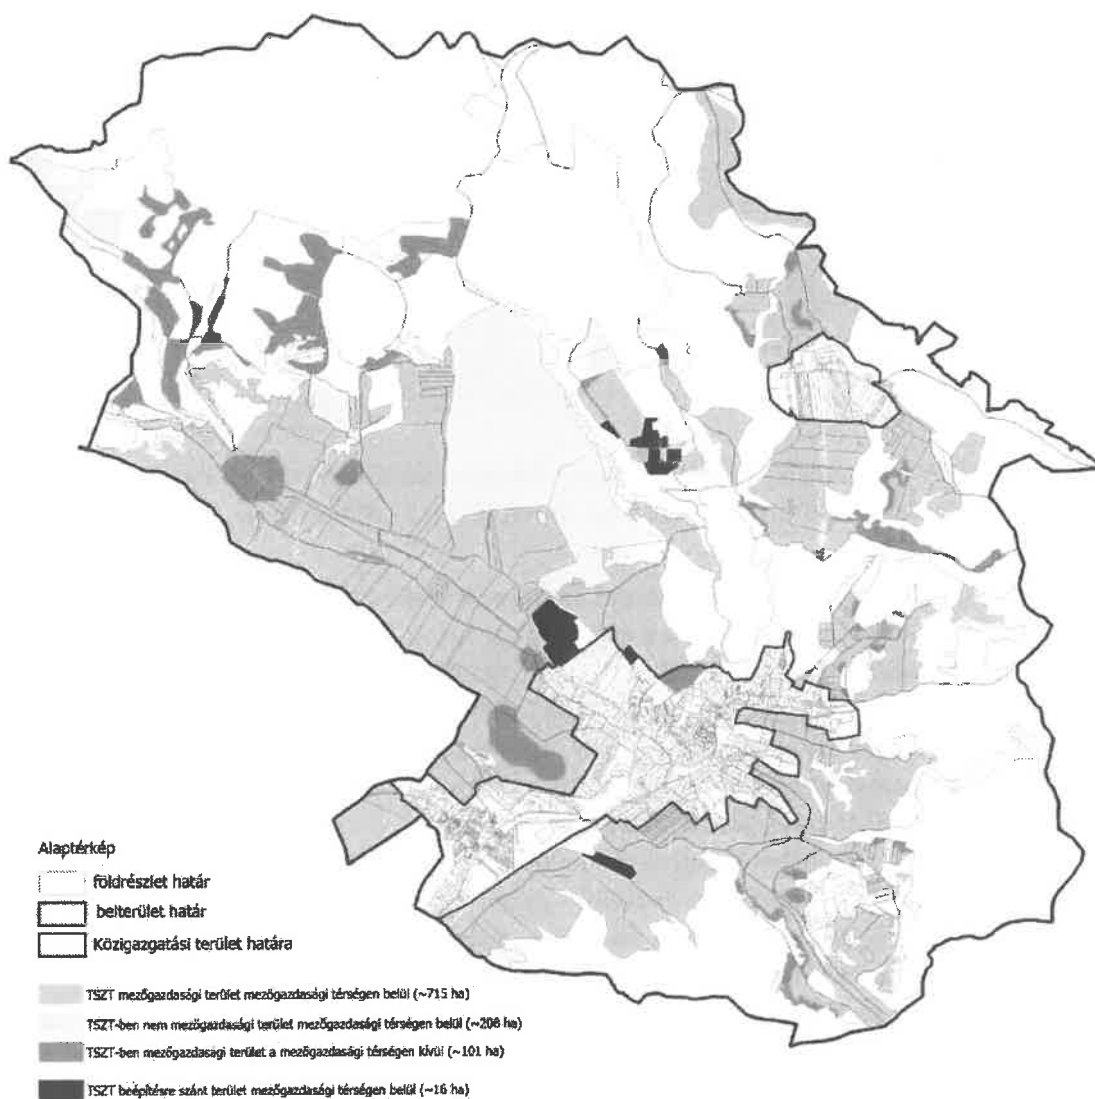 Alaptérkép
földrészlet határ
belterület határ
Közigazgatási terület határa
TSZT mezőgazdasági terület mezőgazdasági térségen belül (~715 ha)
TSZT-ben nem mezőgazdasági terület mezőgazdasági térségen belül (~206 ha)
TSZT-ben mezőgazdasági terület a mezőgazdasági térségen kívül (~101 ha)
TSZT beépítésre szánt terület mezőgazdasági térségen belül (~16 ha)